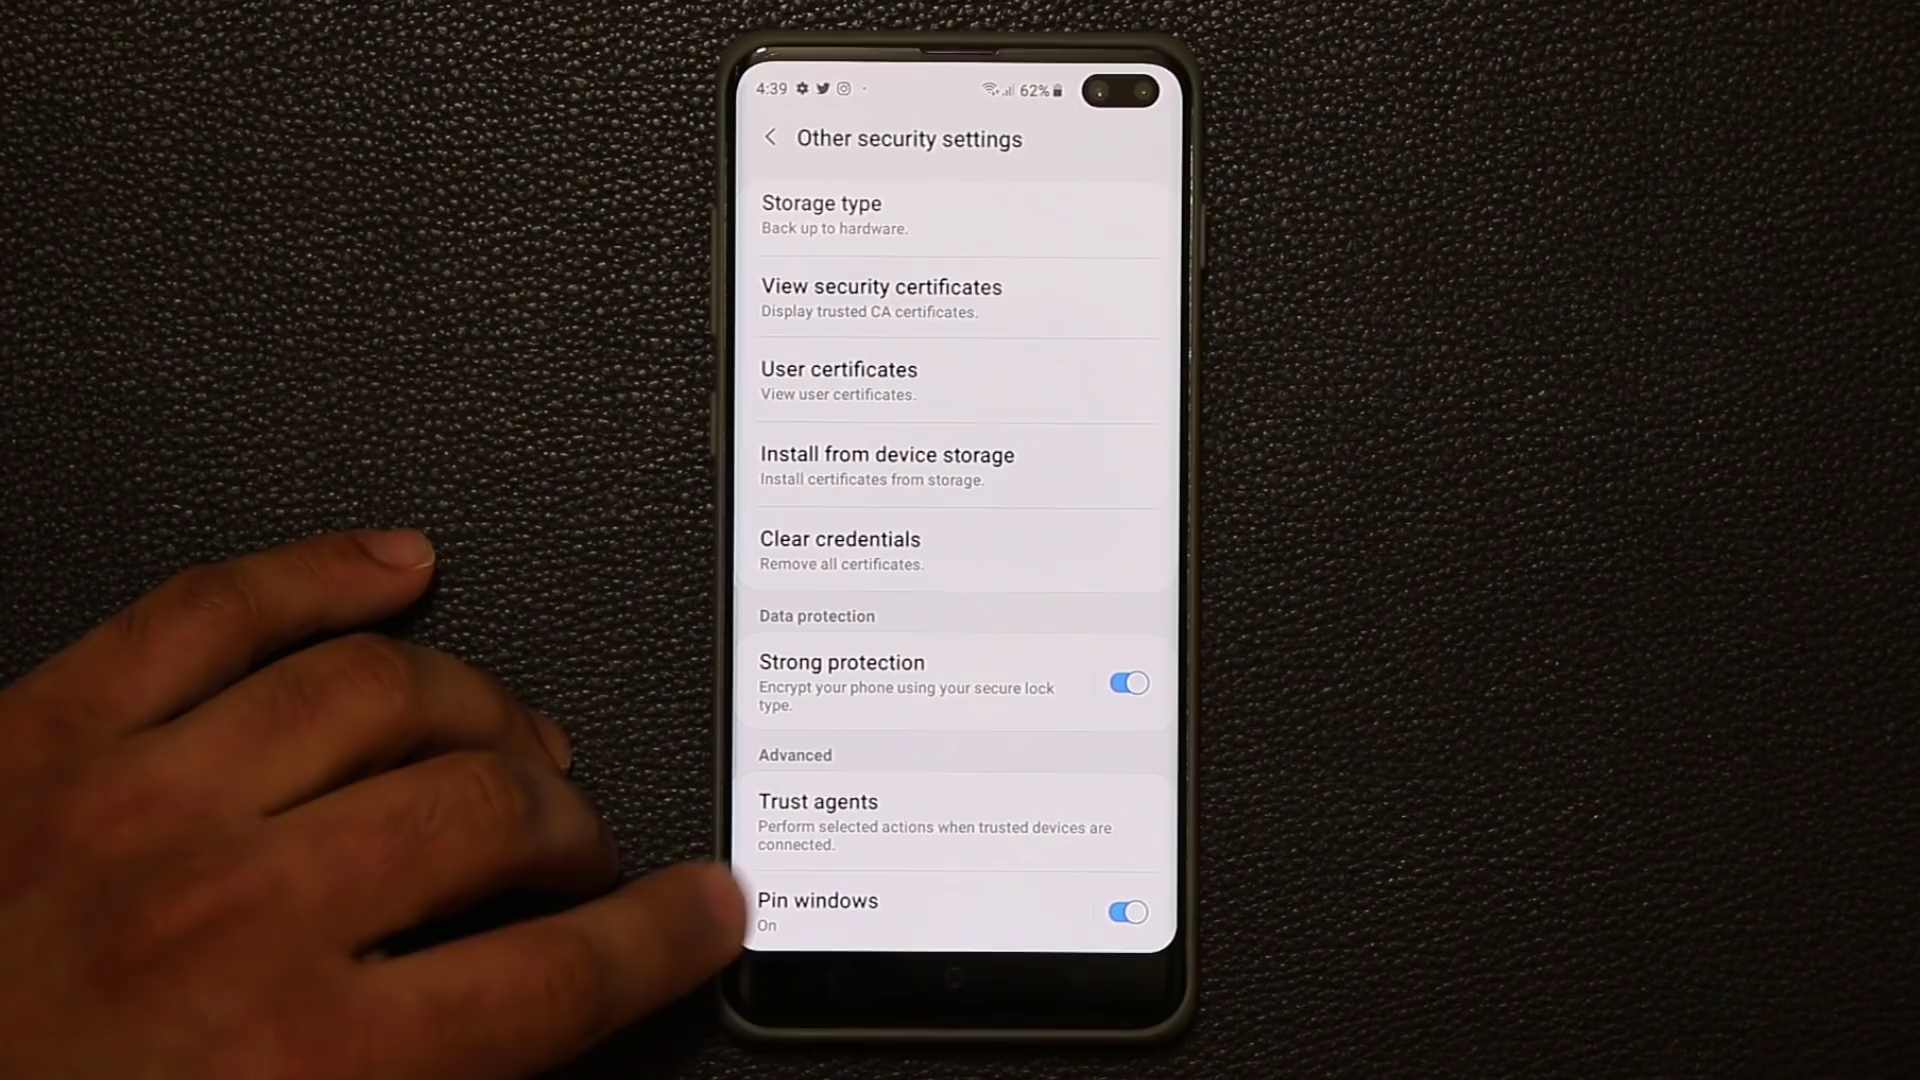 4:39
62%
Other security settings
Storage type
Back up to hardware.
View security certificates
Display trusted CA certificates.
User certificates
View user certificates.
Install from device storage
Install certificates from storage.
Clear credentials
Remove all certificates.
Data protection
Strong protection
Encrypt your phone using your secure lock
type.
Advanced
Trust agents
Perform selected actions when trusted devices are
connected.
Pin windows
On